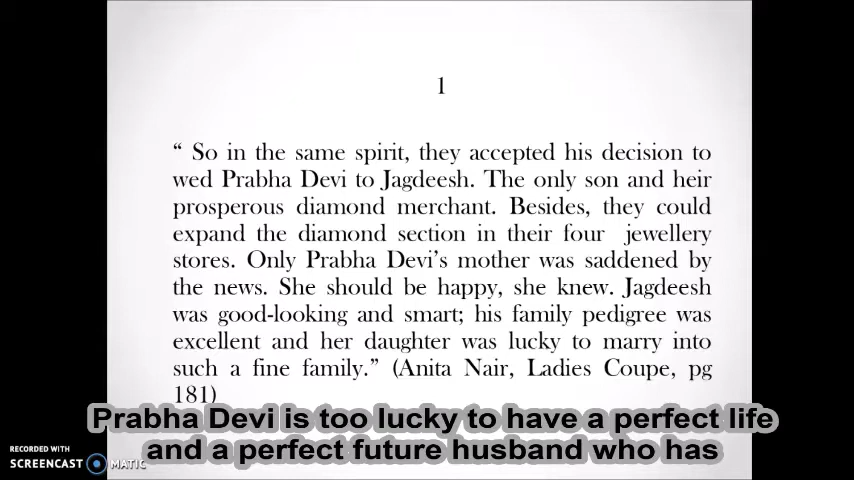 1
“ So in the same spirit, they accepted his decision to
wed Prabha Devi to Jagdeesh. The only son and heir
prosperous diamond merchant. Besides, they could
expand the diamond section in their four jewellery
stores. Only Prabha Devi’s mother was saddened by
the news. She should be happy, she knew. Jagdeesh
was good-looking and smart; his family pedigree was
excellent and her daughter was lucky to marry into
such a fine family.” (Anita Nair, Ladies Coupe, pg
181)
Prabha Devi is too lucky to have a perfect life
and a perfect future husband who has
RECORDED WITH
SCREENCAST MATIC